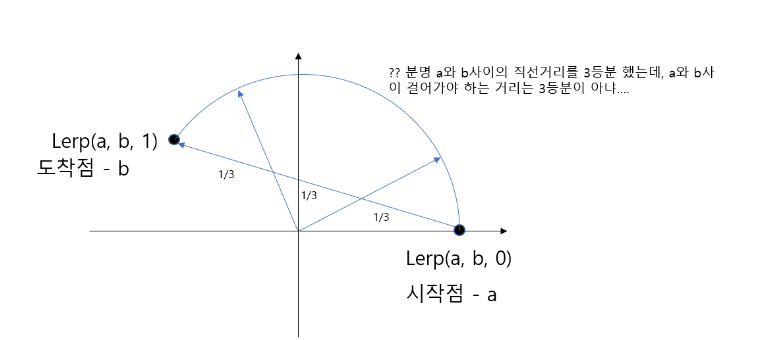 ?? 분명 a와 b사이의 직선거리를 3등분 했는데, a와 b사
이 걸어가야 하는 거리는 3등분이 아냐....
Lerp(a, b, 1)
도착점 - b
1/3
1/3
1/3
Lerp(a, b, 0)
시작점 - a